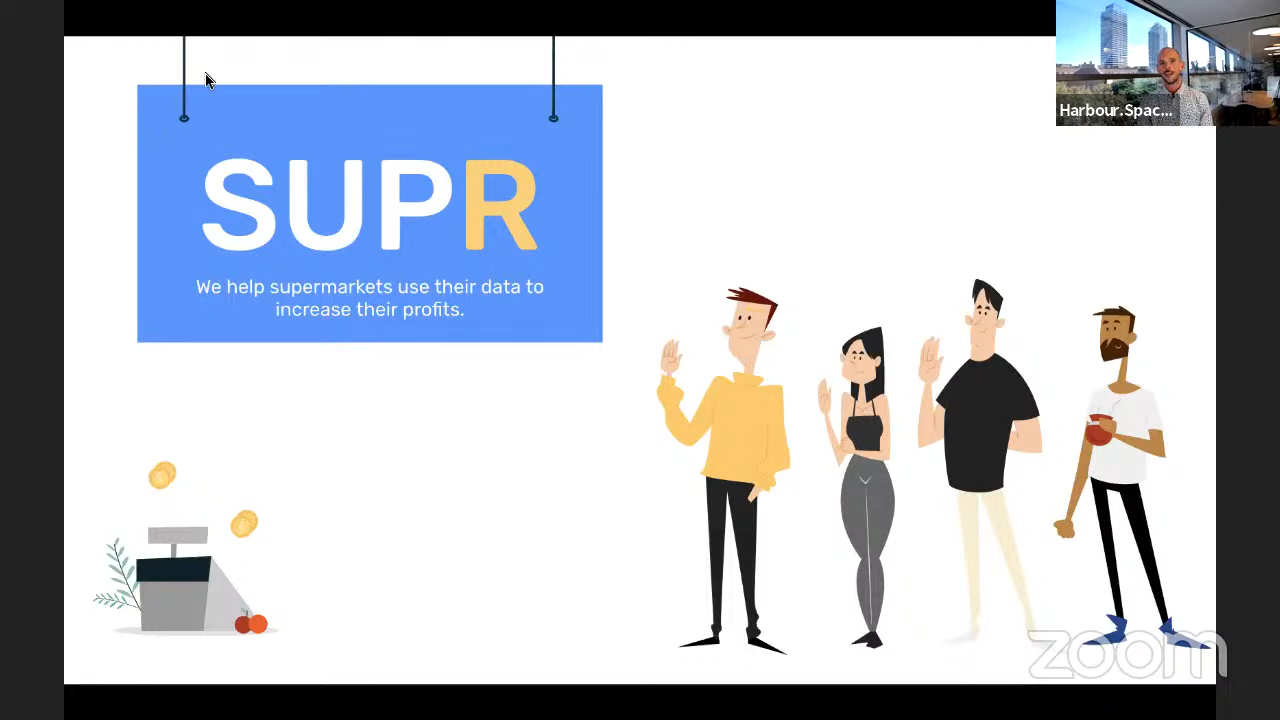 Harbour.Spac...
SUPR
We help supermarkets use their data to
increase their profits.
zoom